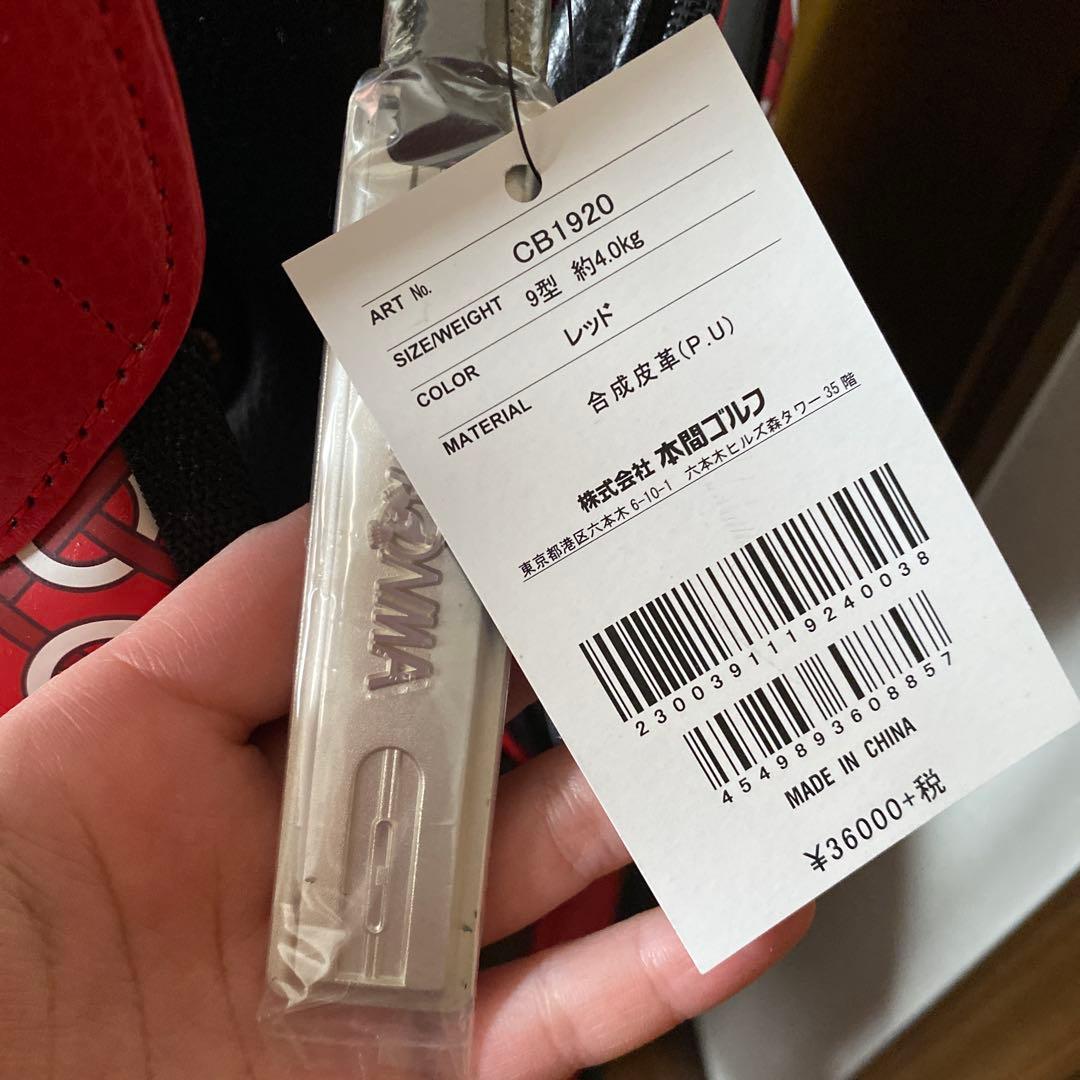 ART No. CB1920
SIZE/WEIGHT 9型 約4.0kg
COLOR レッド
MATERIAL 合成皮革(P.U)
株式会社 本間ゴルフ
東京都港区六本木6-10-1 六本木ヒルズ森タワー35階
2300391119240038
4549893608857
MADE IN CHINA
¥36000+税